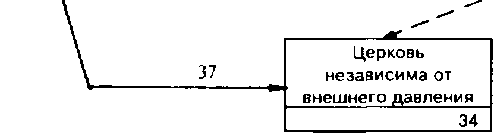 37
Церковь
независима от
внешнего давления
34